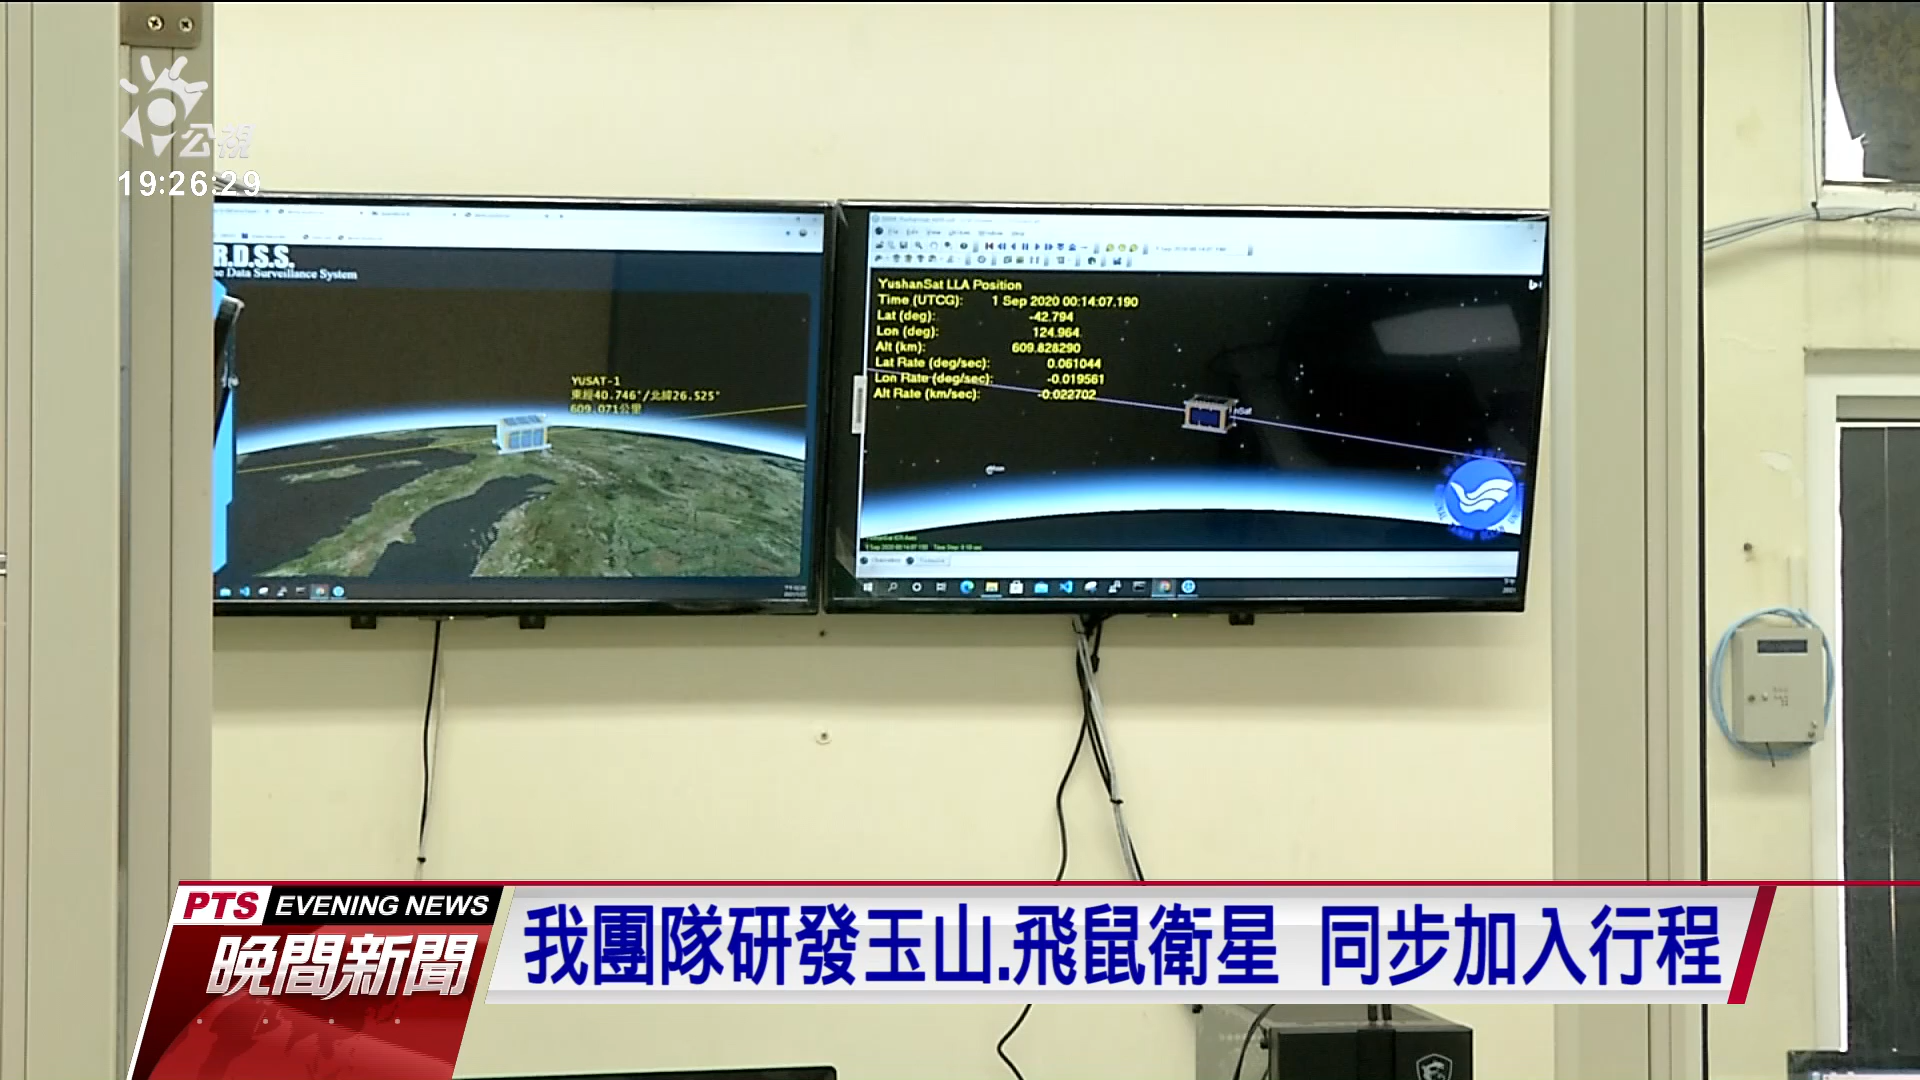 公視
19:26:29
R.D.S.S.
ne Data Surveillance System
YUSAT-1
東經40.746°/北緯26.525°
609.071公里
YushanSat LLA Position
Time (UTCG): 1 Sep 2020 00:14:07.190
Lat (deg): -42.794
Lon (deg): 124.964
Alt (km): 609.828290
Lat Rate (deg/sec): 0.061044
Lon Rate (deg/sec): -0.019561
Alt Rate (km/sec): -0.022702
nSat
PTS EVENING NEWS
晚間新聞
我團隊研發玉山.飛鼠衛星 同步加入行程